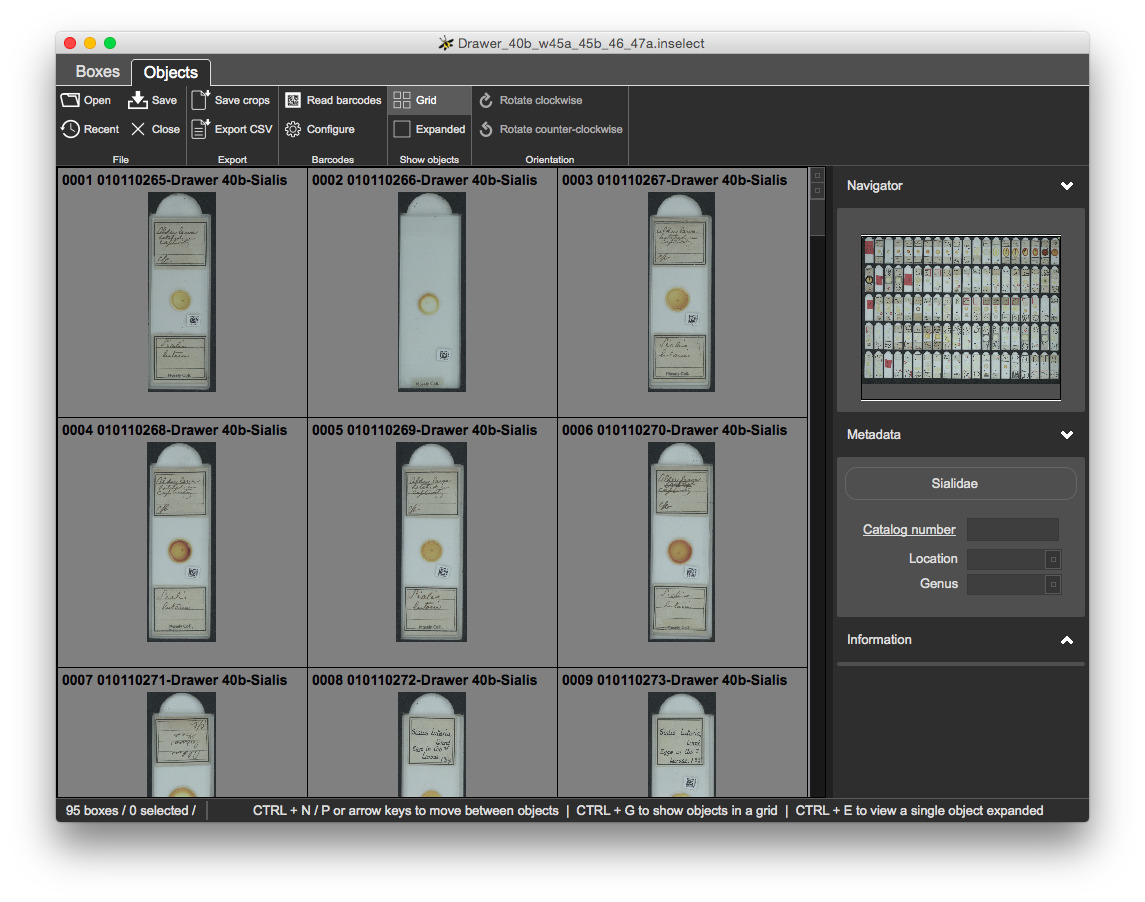 Drawer_40b_w45a_45b_46_47a.inselect
Boxes Objects
Open Save Save crops Read barcodes Grid Rotate clockwise
Recent Close Export CSV Configure Expanded Rotate counter-clockwise
File Export Barcodes Show objects Orientation
0001 010110265-Drawer 40b-Sialis 0002 010110266-Drawer 40b-Sialis 0003 010110267-Drawer 40b-Sialis
0004 010110268-Drawer 40b-Sialis 0005 010110269-Drawer 40b-Sialis 0006 010110270-Drawer 40b-Sialis
0007 010110271-Drawer 40b-Sialis 0008 010110272-Drawer 40b-Sialis 0009 010110273-Drawer 40b-Sialis
Navigator
Metadata
Sialidae
Catalog number
Location
Genus
Information
95 boxes / 0 selected / CTRL + N / P or arrow keys to move between objects | CTRL + G to show objects in a grid | CTRL + E to view a single object expanded